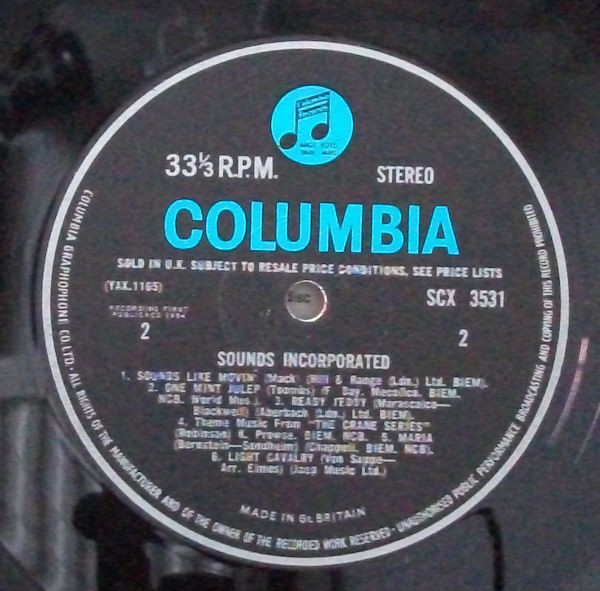 33⅓ R.P.M.
STEREO
COLUMBIA
SOLD IN U.K. SUBJECT TO RESALE PRICE CONDITIONS, SEE PRICE LISTS
(YAX.1165)
SCX 3531
RECORDING FIRST
PUBLISHED 1964
2
2
SOUNDS INCORPORATED
1. SOUNDS LIKE MOVIN' (Mack) (Hill & Range (Ldn.) Ltd. BIEM).
2. ONE MINT JULEP (Toombs) (F. Day, Mecolico, BIEM,
NCB. World Mus.). 3. READY TEDDY (Marascalco—
Blackwell) (Aberbach (Ldn.) Ltd. BIEM).
4. Theme Music From "THE CRANE SERIES"
(Robinson) (K. Prowse, BIEM, NCB. 5. MARIA
(Bernstein—Sondheim) (Chappell, BIEM, NCB).
6. LIGHT CAVALRY (Von Suppe—
Arr. Elmes) (Jaep Music Ltd.)
MADE IN Gt. BRITAIN
COLUMBIA GRAPHOPHONE CO. LTD · ALL RIGHTS OF THE MANUFACTURER AND OF THE OWNER OF THE RECORDED WORK RESERVED · UNAUTHORISED PUBLIC PERFORMANCE BROADCASTING AND COPYING OF THIS RECORD PROHIBITED